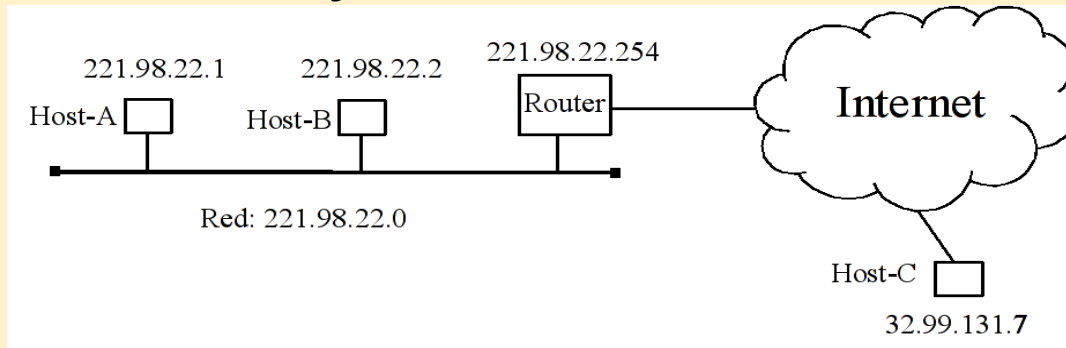 221.98.22.1
221.98.22.2
221.98.22.254
Host-A
Host-B
Router
Internet
Red: 221.98.22.0
Host-C
32.99.131.7